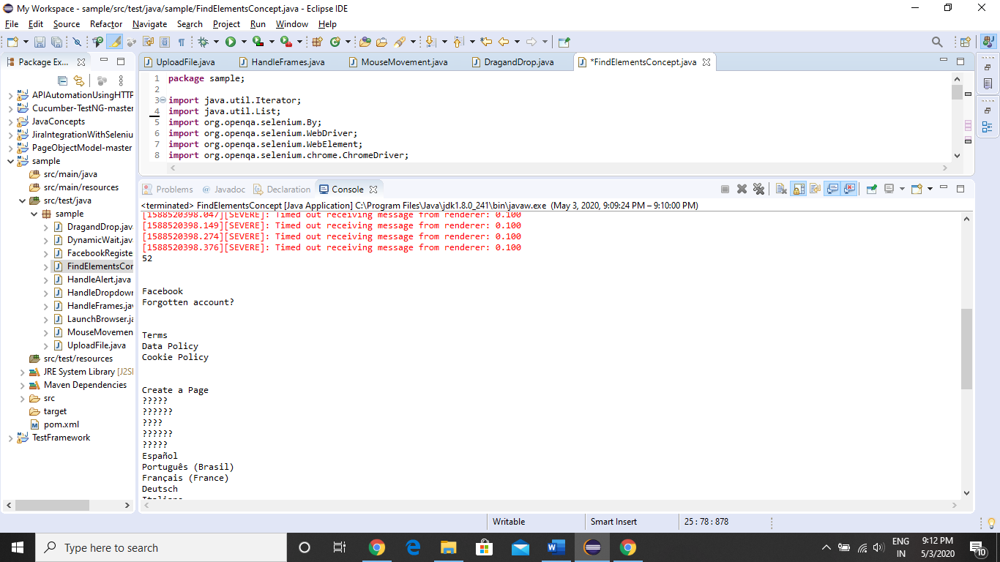 My Workspace - sample/src/test/java/sample/FindElementsConcept.java - Eclipse IDE
File Edit Source Refactor Navigate Search Project Run Window Help
Package Ex...
UploadFile.java HandleFrames.java MouseMovement.java DragandDrop.java *FindElementsConcept.java
APIAutomationUsingHTTP
Cucumber-TestNG-master
JavaConcepts
JiraIntegrationWithSeleniu
PageObjectModel-master
sample
src/main/java
src/main/resources
src/test/java
sample
DragandDrop.java
DynamicWait.java
FacebookRegiste
FindElementsCor
HandleAlert.java
HandleDropdown
HandleFrames.jav
LaunchBrowser.ja
MouseMovemen
UploadFile.java
src/test/resources
JRE System Library [J2SE
Maven Dependencies
src
target
pom.xml
TestFramework
1 package sample;
2
3 import java.util.Iterator;
4 import java.util.List;
5 import org.openqa.selenium.By;
6 import org.openqa.selenium.WebDriver;
7 import org.openqa.selenium.WebElement;
8 import org.openqa.selenium.chrome.ChromeDriver;
Problems @ Javadoc Declaration Console
<terminated> FindElementsConcept [Java Application] C:\Program Files\Java\jdk1.8.0_241\bin\javaw.exe (May 3, 2020, 9:09:24 PM – 9:10:00 PM)
[1588520398.047][SEVERE]: Timed out receiving message from renderer: 0.100
[1588520398.149][SEVERE]: Timed out receiving message from renderer: 0.100
[1588520398.274][SEVERE]: Timed out receiving message from renderer: 0.100
[1588520398.376][SEVERE]: Timed out receiving message from renderer: 0.100
52
Facebook
Forgotten account?
Terms
Data Policy
Cookie Policy
Create a Page
?????
??????
????
??????
?????
Español
Português (Brasil)
Français (France)
Deutsch
Italiano
Writable Smart Insert 25 : 78 : 878
Type here to search
ENG
IN
9:12 PM
5/3/2020
10